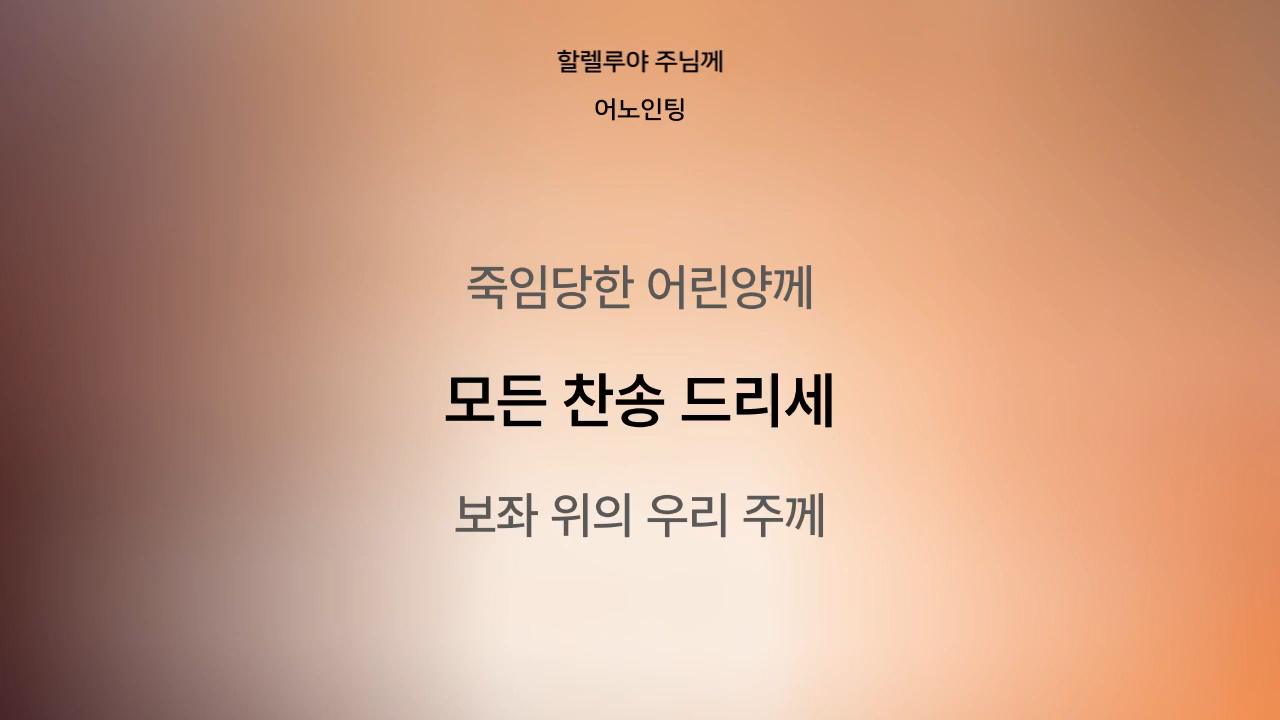 할렐루야 주님께
어노인팅
죽임당한 어린양께
모든 찬송 드리세
보좌 위의 우리 주께